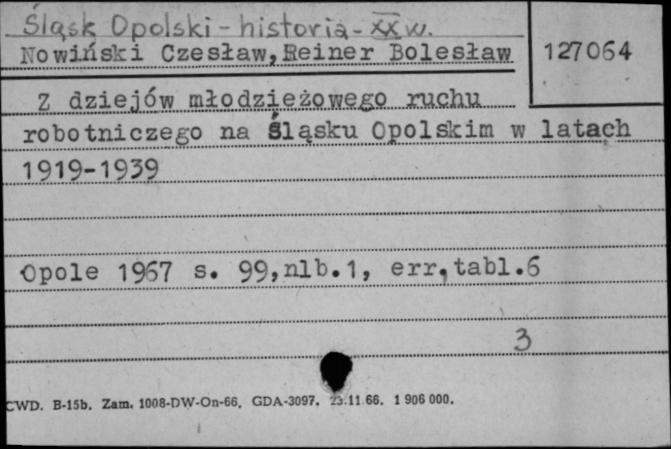 Śląsk Opolski - historia - XX w.
Nowiński Czesław, Reiner Bolesław
127064
Z dziejów młodzieżowego ruchu
robotniczego na Śląsku Opolskim w latach
1919-1939
Opole 1967 s. 99,nlb.1, err,tabl.6
3
CWD. B-15b. Zam. 1008-DW-On-66. GDA-3097. 23.11.66. 1 906 000.